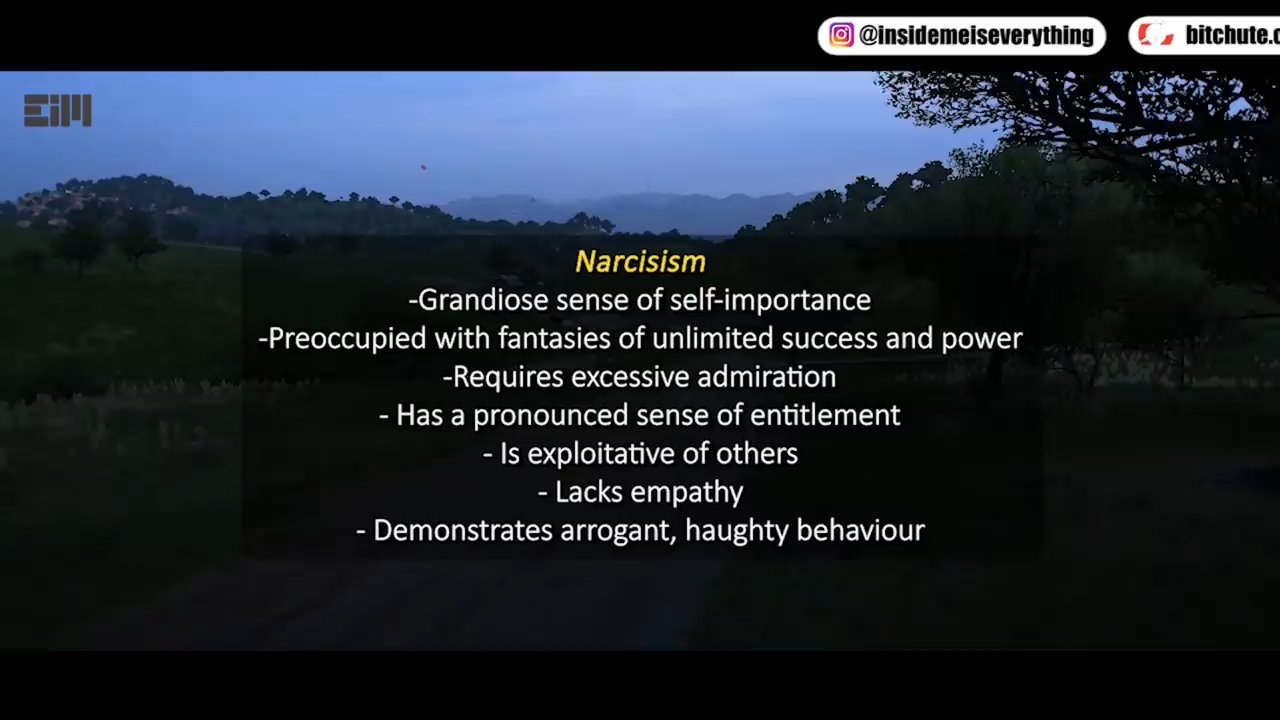 @insidemeiseverything
bitchute.c
EiM
Narcisism
-Grandiose sense of self-importance
-Preoccupied with fantasies of unlimited success and power
-Requires excessive admiration
- Has a pronounced sense of entitlement
- Is exploitative of others
- Lacks empathy
- Demonstrates arrogant, haughty behaviour